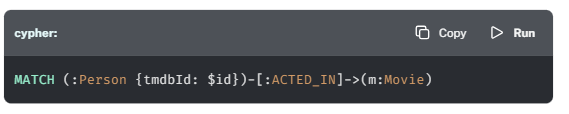 cypher: Copy Run
MATCH (:Person {tmdbId: $id})-[:ACTED_IN]->(m:Movie)